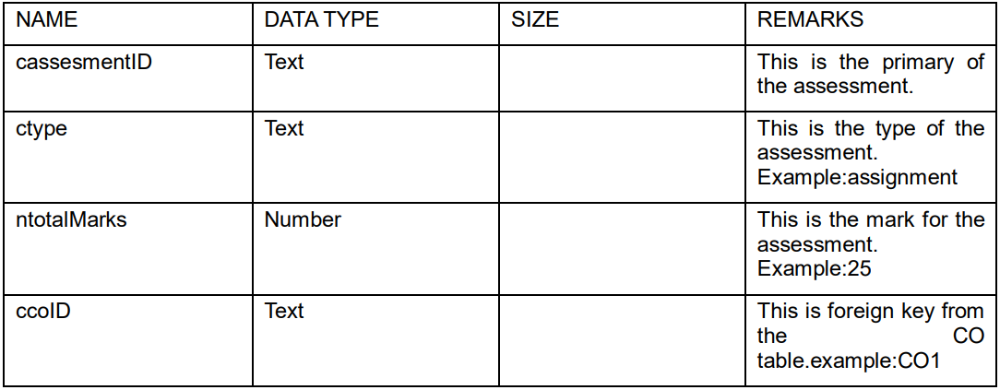 NAME DATA TYPE SIZE REMARKS
cassesmentID Text This is the primary of
the assessment.
ctype Text This is the type of the
assessment.
Example:assignment
ntotalMarks Number This is the mark for the
assessment.
Example:25
ccoID Text This is foreign key from
the CO
table.example:CO1